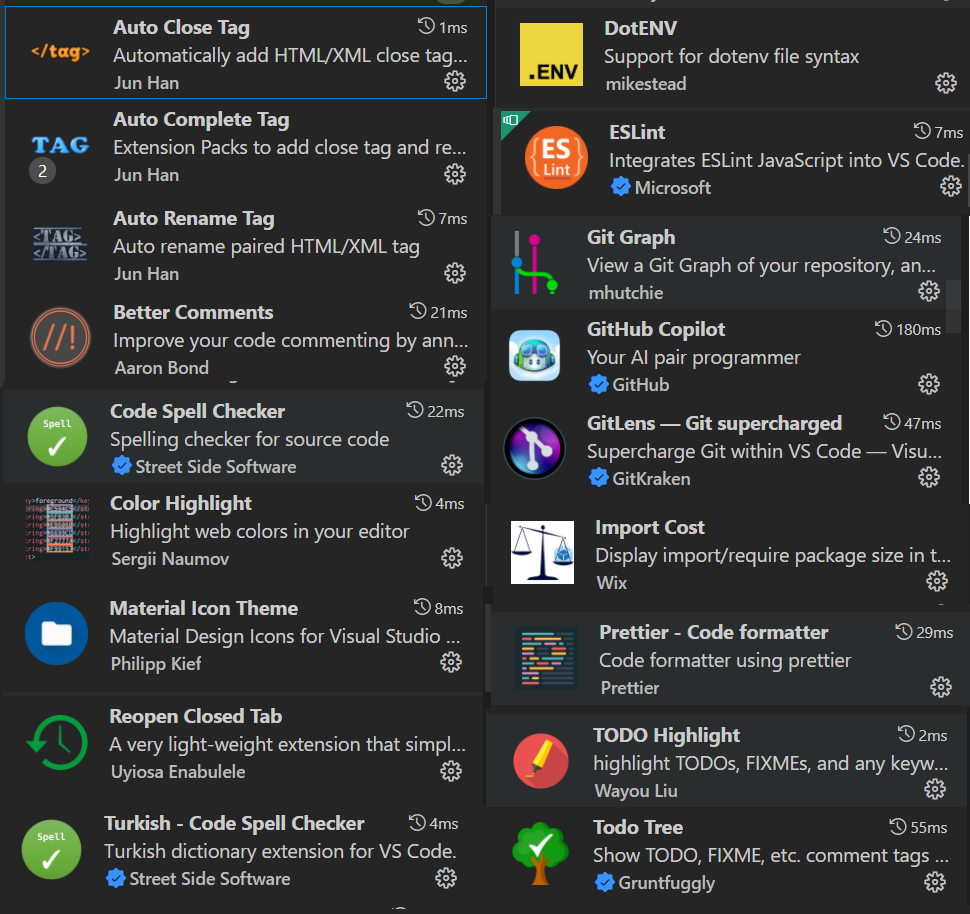 </tag>
Auto Close Tag
1ms
Automatically add HTML/XML close tag...
Jun Han
TAG
2
Auto Complete Tag
Extension Packs to add close tag and re...
Jun Han
<TAG>
</TAG>
Auto Rename Tag
7ms
Auto rename paired HTML/XML tag
Jun Han
//!
Better Comments
21ms
Improve your code commenting by ann...
Aaron Bond
Spell
Code Spell Checker
22ms
Spelling checker for source code
Street Side Software
Color Highlight
4ms
Highlight web colors in your editor
Sergii Naumov
Material Icon Theme
8ms
Material Design Icons for Visual Studio ...
Philipp Kief
Reopen Closed Tab
A very light-weight extension that simpl...
Uyiosa Enabulele
Spell
Turkish - Code Spell Checker
4ms
Turkish dictionary extension for VS Code.
Street Side Software
.ENV
DotENV
Support for dotenv file syntax
mikestead
{ES
Lint}
ESLint
7ms
Integrates ESLint JavaScript into VS Code.
Microsoft
Git Graph
24ms
View a Git Graph of your repository, an...
mhutchie
GitHub Copilot
180ms
Your AI pair programmer
GitHub
GitLens — Git supercharged
47ms
Supercharge Git within VS Code — Visu...
GitKraken
Import Cost
Display import/require package size in t...
Wix
Prettier - Code formatter
29ms
Code formatter using prettier
Prettier
TODO Highlight
2ms
highlight TODOs, FIXMEs, and any keyw...
Wayou Liu
Todo Tree
55ms
Show TODO, FIXME, etc. comment tags ...
Gruntfuggly